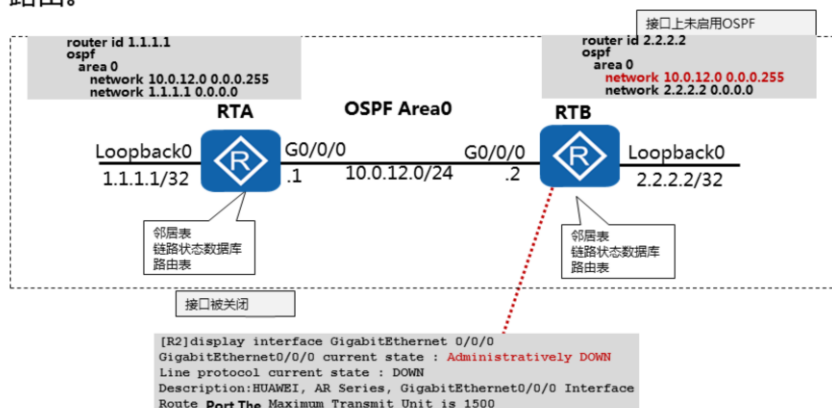 路由。
接口上未启用OSPF
router id 1.1.1.1
ospf
area 0
network 10.0.12.0 0.0.0.255
network 1.1.1.1 0.0.0.0
router id 2.2.2.2
ospf
area 0
network 10.0.12.0 0.0.0.255
network 2.2.2.2 0.0.0.0
RTA
OSPF Area0
RTB
Loopback0
G0/0/0
G0/0/0
Loopback0
R
R
1.1.1.1/32
.1
10.0.12.0/24
.2
2.2.2.2/32
邻居表
链路状态数据库
路由表
邻居表
链路状态数据库
路由表
接口被关闭
[R2]display interface GigabitEthernet 0/0/0
GigabitEthernet0/0/0 current state : Administratively DOWN
Line protocol current state : DOWN
Description:HUAWEI, AR Series, GigabitEthernet0/0/0 Interface
Route Port,The Maximum Transmit Unit is 1500